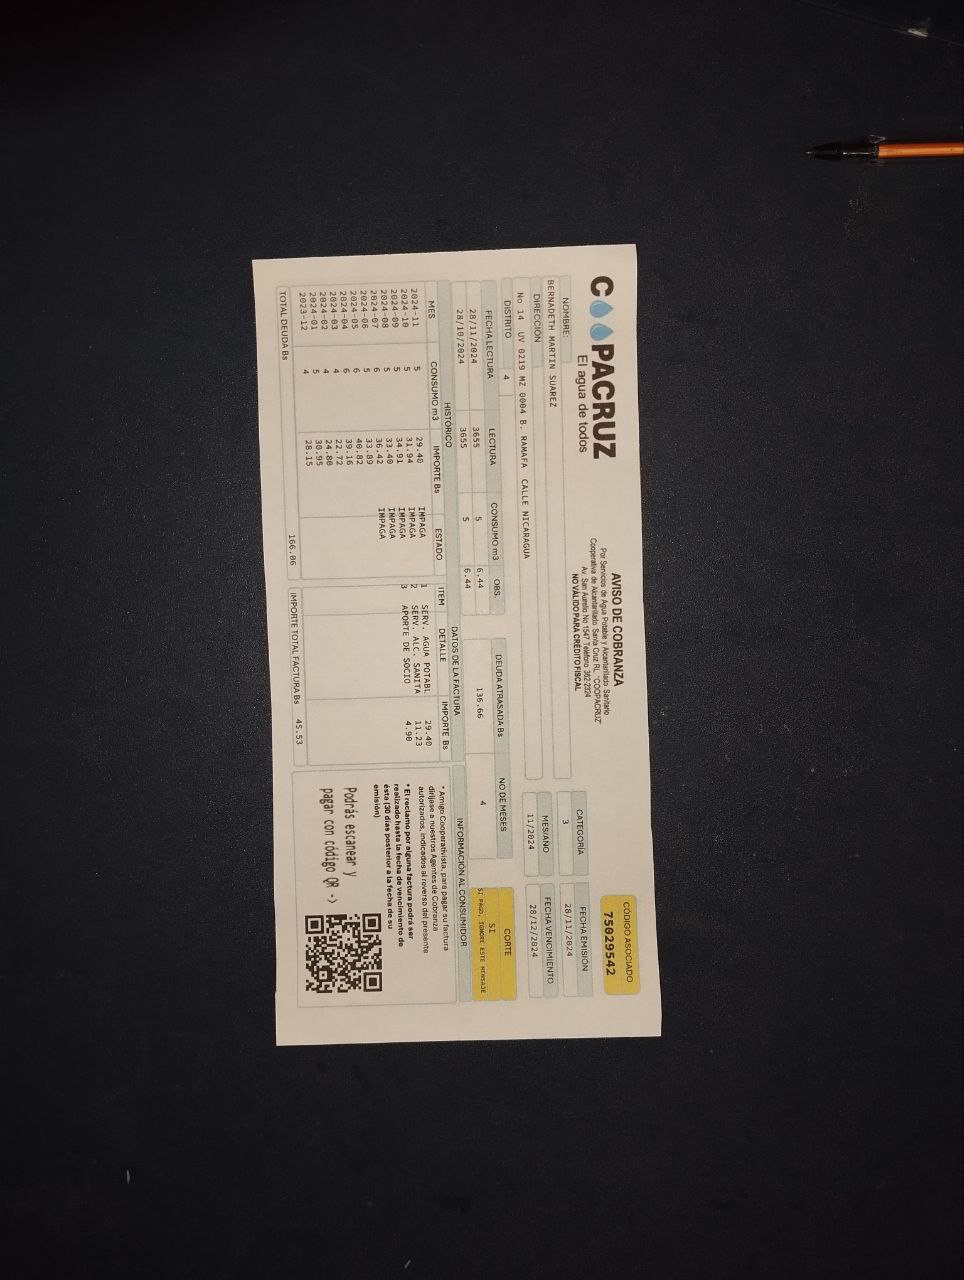 COOPACRUZ
El agua de todos
AVISO DE COBRANZA
Por Servicios de Agua Potable y Alcantarillado Sanitario
Cooperativa de Alcantarillado Santa Cruz RL. "COOPACRUZ"
Av. San Aurelio No 1547 Teléfono 362-2024
NO VÁLIDO PARA CRÉDITO FISCAL
CÓDIGO ASOCIADO
75029542
NOMBRE:
BERNADETH MARTIN SUAREZ
CATEGORÍA
3
FECHA EMISIÓN
28/11/2024
DIRECCIÓN
No 14 UV 0219 MZ 0004 B. RAMAFA CALLE NICARAGUA
MES/AÑO
11/2024
FECHA VENCIMIENTO
28/12/2024
DISTRITO 4
FECHA LECTURA LECTURA CONSUMO m3 OBS.
28/11/2024 3655 5 6.44
28/10/2024 3655 5 6.44
DEUDA ATRASADA Bs NO DE MESES
136.66 4
CORTE
SI
SI PAGO, IGNORE ESTE MENSAJE
HISTÓRICO
MES CONSUMO m3 IMPORTE Bs ESTADO
2024-11 5 29.40 IMPAGA
2024-10 5 31.94 IMPAGA
2024-09 5 34.91 IMPAGA
2024-08 5 33.40 IMPAGA
2024-07 6 36.42 IMPAGA
2024-06 5 33.89
2024-05 6 40.82
2024-04 6 39.16
2024-03 4 22.72
2024-02 4 24.80
2024-01 5 30.95
2023-12 4 28.15
TOTAL DEUDA Bs 166.06
DATOS DE LA FACTURA
ITEM DETALLE IMPORTE Bs
1 SERV. AGUA POTABL 29.40
2 SERV. ALC. SANITA 11.23
3 APORTE DE SOCIO 4.90
IMPORTE TOTAL FACTURA Bs 45.53
INFORMACIÓN AL CONSUMIDOR
* Amigo Cooperativista, para pagar su factura
diríjase a nuestros Agentes de Cobranza
autorizados, indicados al reverso del presente
* El reclamo por alguna factura podrá ser
realizado hasta la fecha de vencimiento de
ésta (30 días posterior a la fecha de su
emisión)
Podrás escanear y
pagar con código QR ->